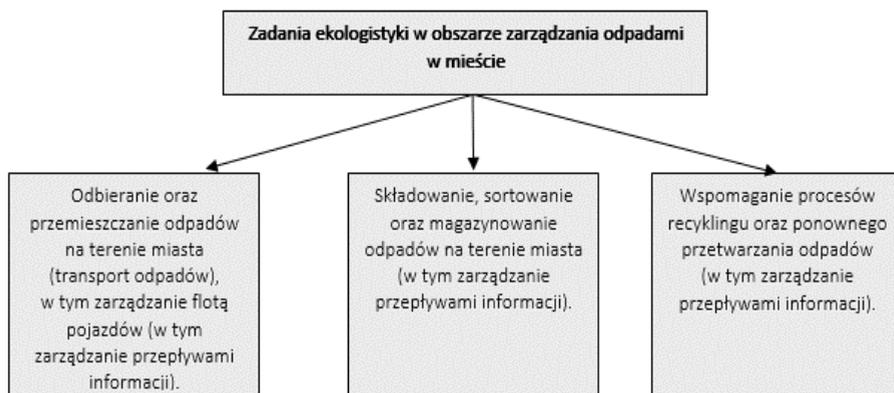 Zadania ekologistyki w obszarze zarządzania odpadami
w mieście
Odbieranie oraz
przemieszczanie odpadów
na terenie miasta
(transport odpadów),
w tym zarządzanie flotą
pojazdów (w tym
zarządzanie przepływami
informacji).
Składowanie, sortowanie
oraz magazynowanie
odpadów na terenie miasta
(w tym zarządzanie
przepływami informacji).
Wspomaganie procesów
recyklingu oraz ponownego
przetwarzania odpadów
(w tym zarządzanie
przepływami informacji).